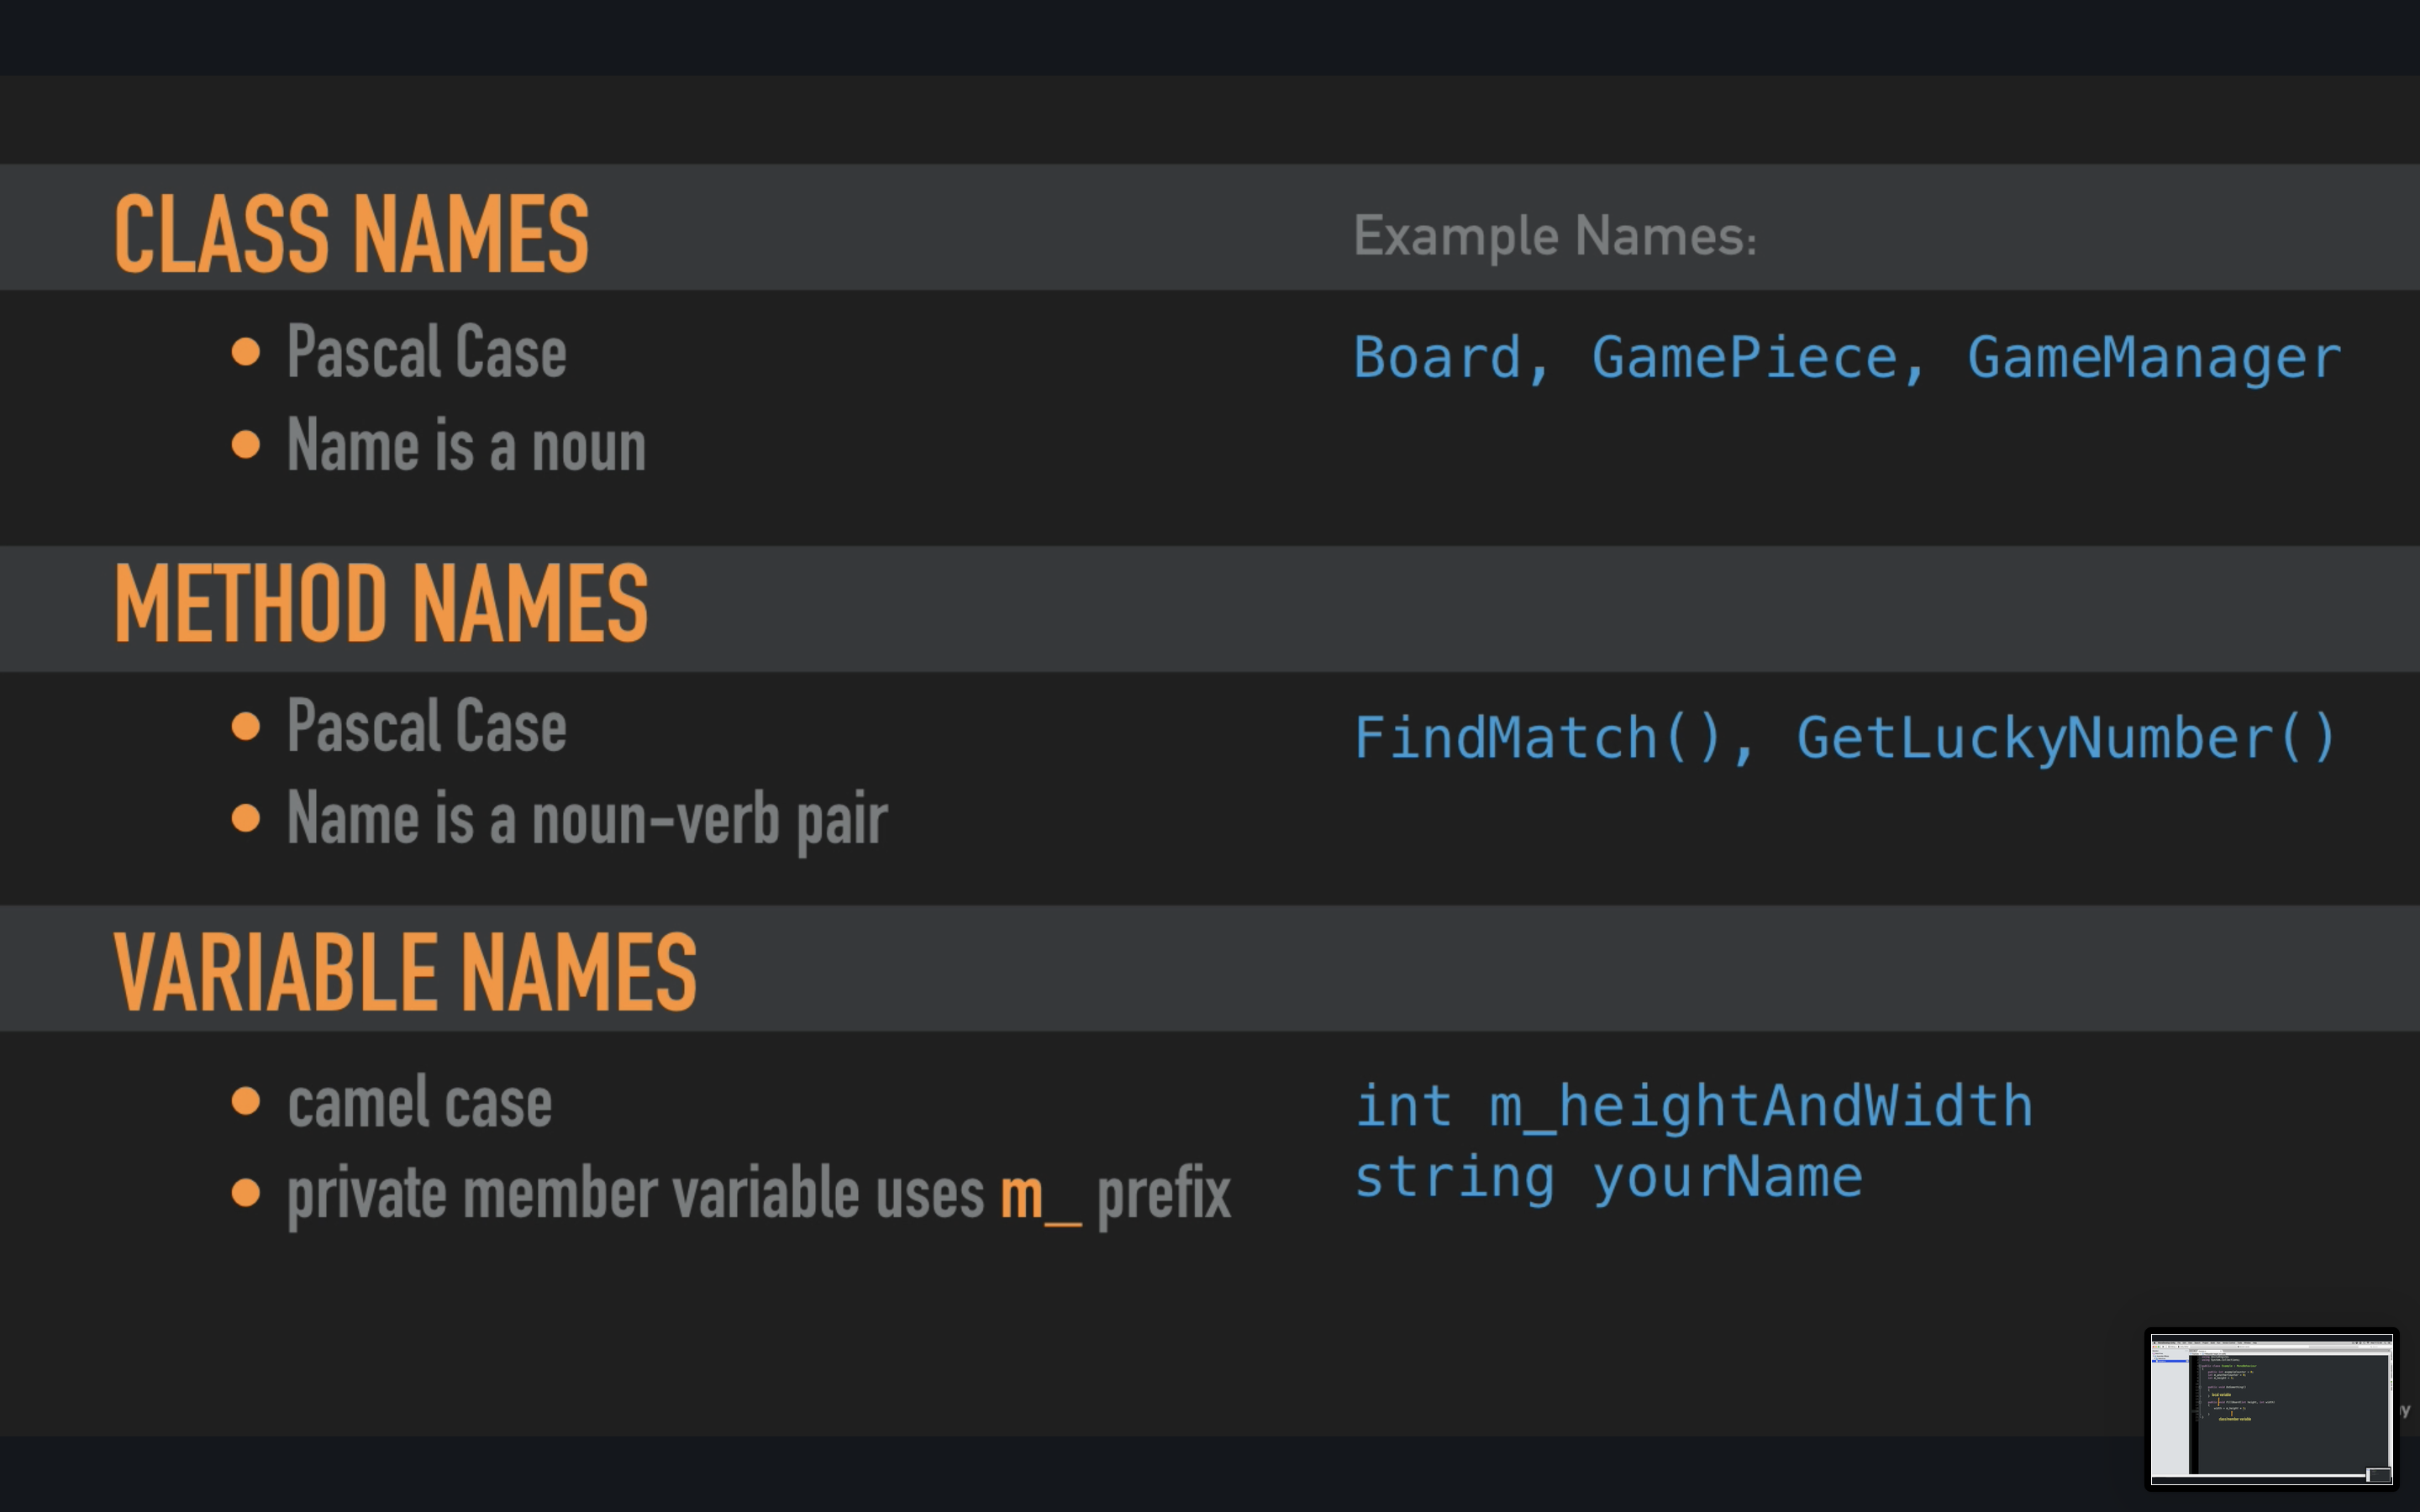 CLASS NAMES
Example Names:
• Pascal Case
Board, GamePiece, GameManager
• Name is a noun
METHOD NAMES
• Pascal Case
FindMatch(), GetLuckyNumber()
• Name is a noun-verb pair
VARIABLE NAMES
• camel case
int m_heightAndWidth
• private member variable uses m_ prefix
string yourName